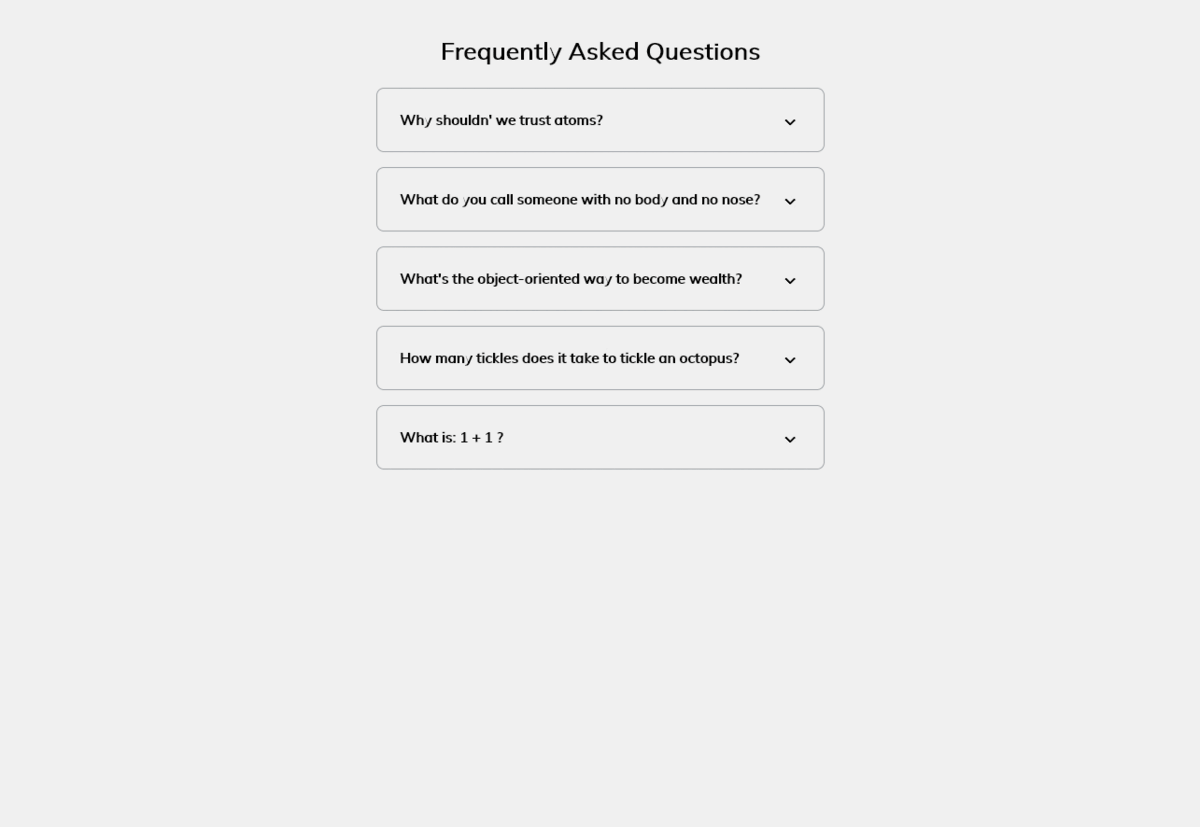 Frequently Asked Questions
Why shouldn' we trust atoms?
What do you call someone with no body and no nose?
What's the object-oriented way to become wealth?
How many tickles does it take to tickle an octopus?
What is: 1 + 1 ?